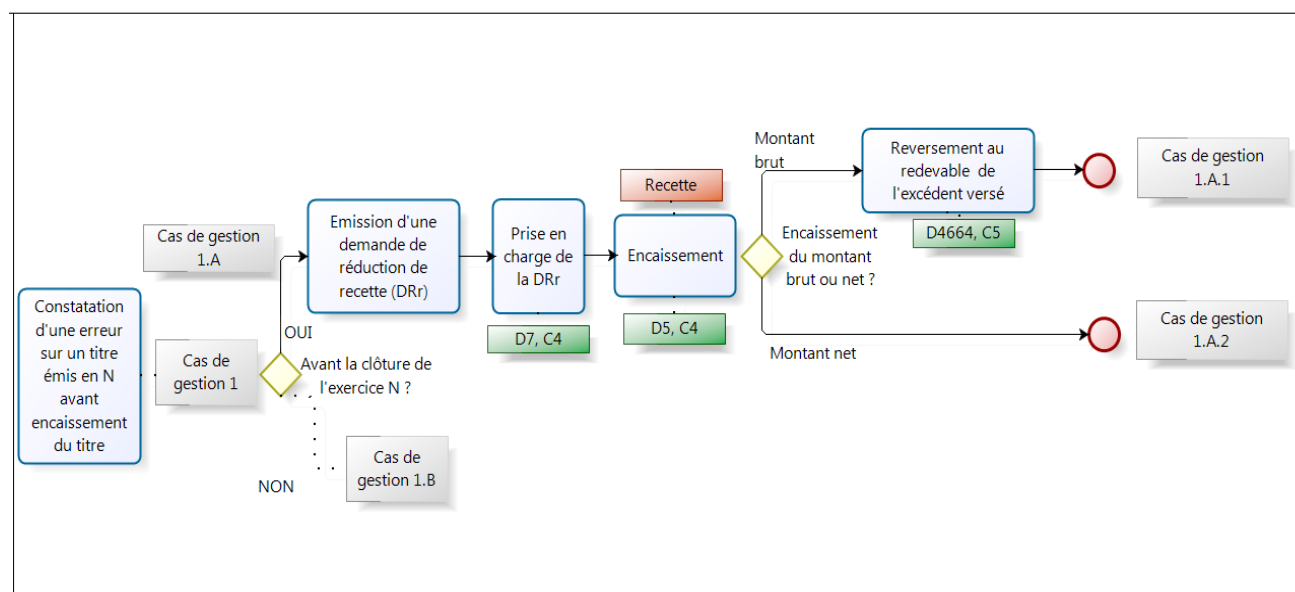 Constatation
d'une erreur
sur un titre
émis en N
avant
encaissement
du titre
Cas de
gestion 1
Avant la clôture de
l'exercice N ?
OUI
Cas de gestion
1.A
NON
Cas de
gestion 1.B
Emission d'une
demande de
réduction de
recette (DRr)
Prise en
charge de
la DRr
D7, C4
Recette
Encaissement
D5, C4
Encaissement
du montant
brut ou net ?
Montant
brut
Reversement au
redevable de
l'excédent versé
D4664, C5
Cas de gestion
1.A.1
Montant net
Cas de gestion
1.A.2